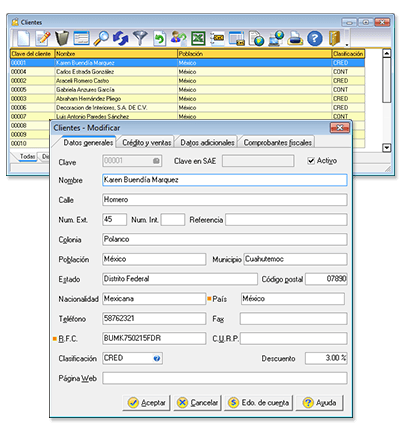 Clientes
Clave del cliente Nombre Población Clasificación
00001 Karen Buendía Marquez México CRED
00004 Carlos Estrada González México CONT
00002 Araceli Romero Castro México CRED
00005 Gabriela Anzures García México CONT
00003 Abraham Hernández Pliego México CRED
00006 Decoracion de Interiores, S.A. DE C.V. México CRED
00007 Luis Antonio Paredes Sánchez México CONT
00008
00009
00010
Todas
Clientes - Modificar
Datos generales Crédito y ventas Datos adicionales Comprobantes fiscales
Clave 00001 Clave en SAE Activo
Nombre Karen Buendía Marquez
Calle Homero
Num. Ext. 45 Num. Int. Referencia
Colonia Polanco
Población México Municipio Cuahutemoc
Estado Distrito Federal Código postal 07890
Nacionalidad Mexicana País México
Teléfono 58762321 Fax
R.F.C. BUMK750215FDR C.U.R.P.
Clasificación CRED Descuento 3.00 %
Página Web
Aceptar Cancelar Edo. de cuenta Ayuda